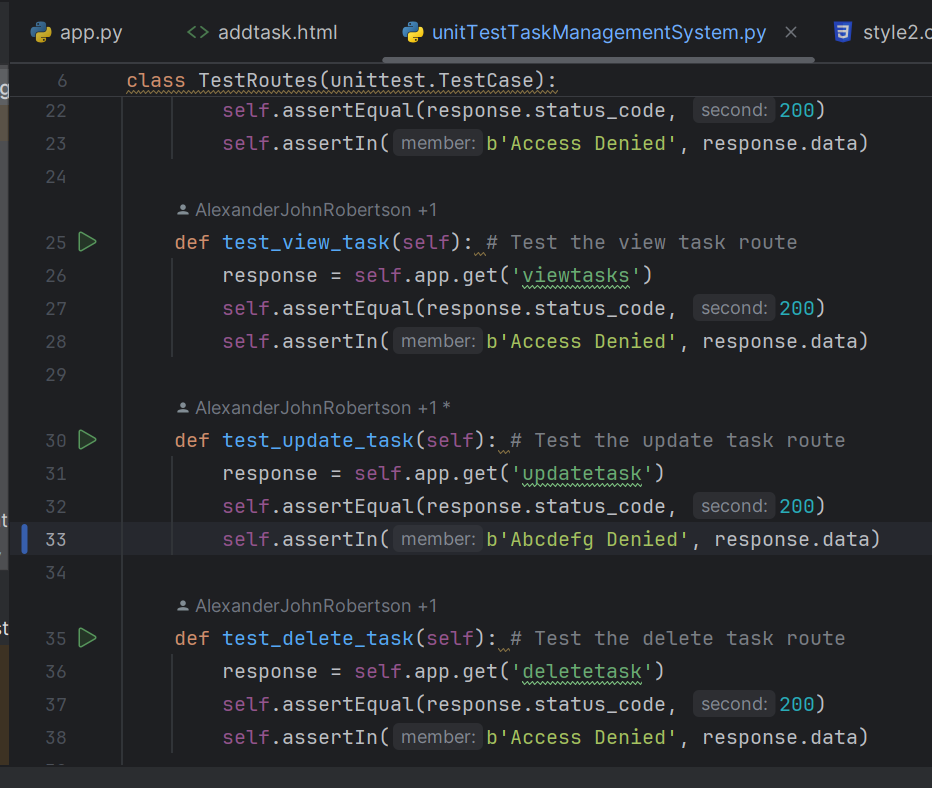 app.py <> addtask.html unitTestTaskManagementSystem.py × style2.c
6 class TestRoutes(unittest.TestCase):
22 self.assertEqual(response.status_code, second: 200)
23 self.assertIn( member: b'Access Denied', response.data)
24
AlexanderJohnRobertson +1
25 def test_view_task(self): # Test the view task route
26 response = self.app.get('viewtasks')
27 self.assertEqual(response.status_code, second: 200)
28 self.assertIn( member: b'Access Denied', response.data)
29
AlexanderJohnRobertson +1 *
30 def test_update_task(self): # Test the update task route
31 response = self.app.get('updatetask')
32 self.assertEqual(response.status_code, second: 200)
33 self.assertIn( member: b'Abcdefg Denied', response.data)
34
AlexanderJohnRobertson +1
35 def test_delete_task(self): # Test the delete task route
36 response = self.app.get('deletetask')
37 self.assertEqual(response.status_code, second: 200)
38 self.assertIn( member: b'Access Denied', response.data)